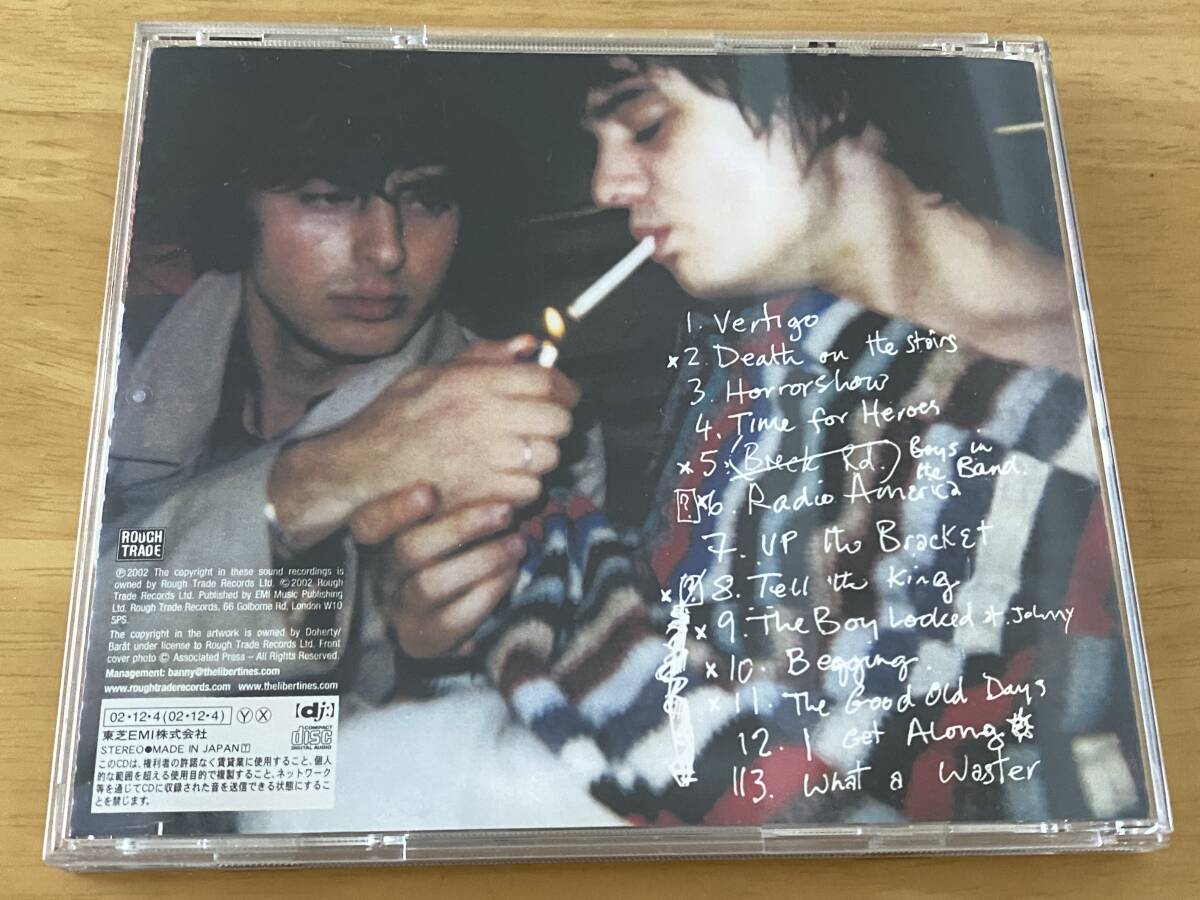 1. Vertigo
*2. Death on the stairs
3. Horrorshow
4. Time for Heroes
*5. Breck Rd. Boys in the Band.
[?]*6. Radio America
7. UP the Bracket
*[?]8. Tell the King
*9. The Boy Looked at Johnny
*10. Begging.
*11. The Good Old Days
12. I Get Along
13. What a Waster
ROUGH
TRADE
Ⓟ2002 The copyright in these sound recordings is
owned by Rough Trade Records Ltd. ©2002 Rough
Trade Records Ltd. Published by EMI Music Publishing
Ltd. Rough Trade Records, 66 Golborne Rd, London W10
5PS.
The copyright in the artwork is owned by Doherty/
Barât under license to Rough Trade Records Ltd. Front
cover photo © Associated Press – All Rights Reserved.
Management: banny@thelibertines.com
www.roughtraderecords.com www.thelibertines.com
02・12・4(02・12・4) Ⓨ Ⓧ 【dj:】
東芝EMI株式会社 COMPACT disc DIGITAL AUDIO
STEREO●MADE IN JAPAN🅃
このCDは、権利者の許諾なく賃貸業に使用すること、個人
的な範囲を超える使用目的で複製すること、ネットワーク
等を通じてCDに収録された音を送信できる状態にするこ
とを禁じます。